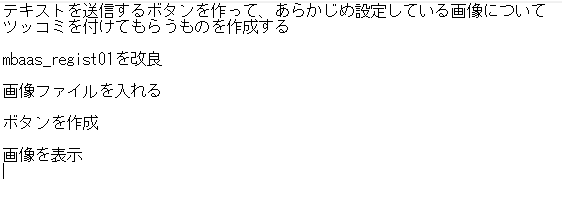 テキストを送信するボタンを作って、あらかじめ設定している画像について
ツッコミを付けてもらうものを作成する
mbaas_regist01を改良
画像ファイルを入れる
ボタンを作成
画像を表示